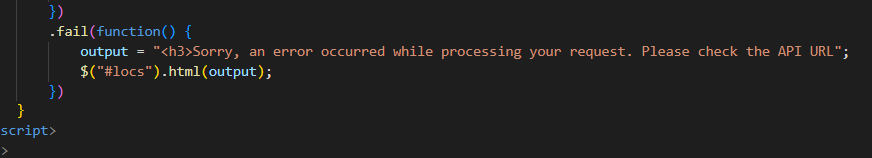 })
.fail(function() {
output = "<h3>Sorry, an error occurred while processing your request. Please check the API URL";
$("#locs").html(output);
})
}
script>
>